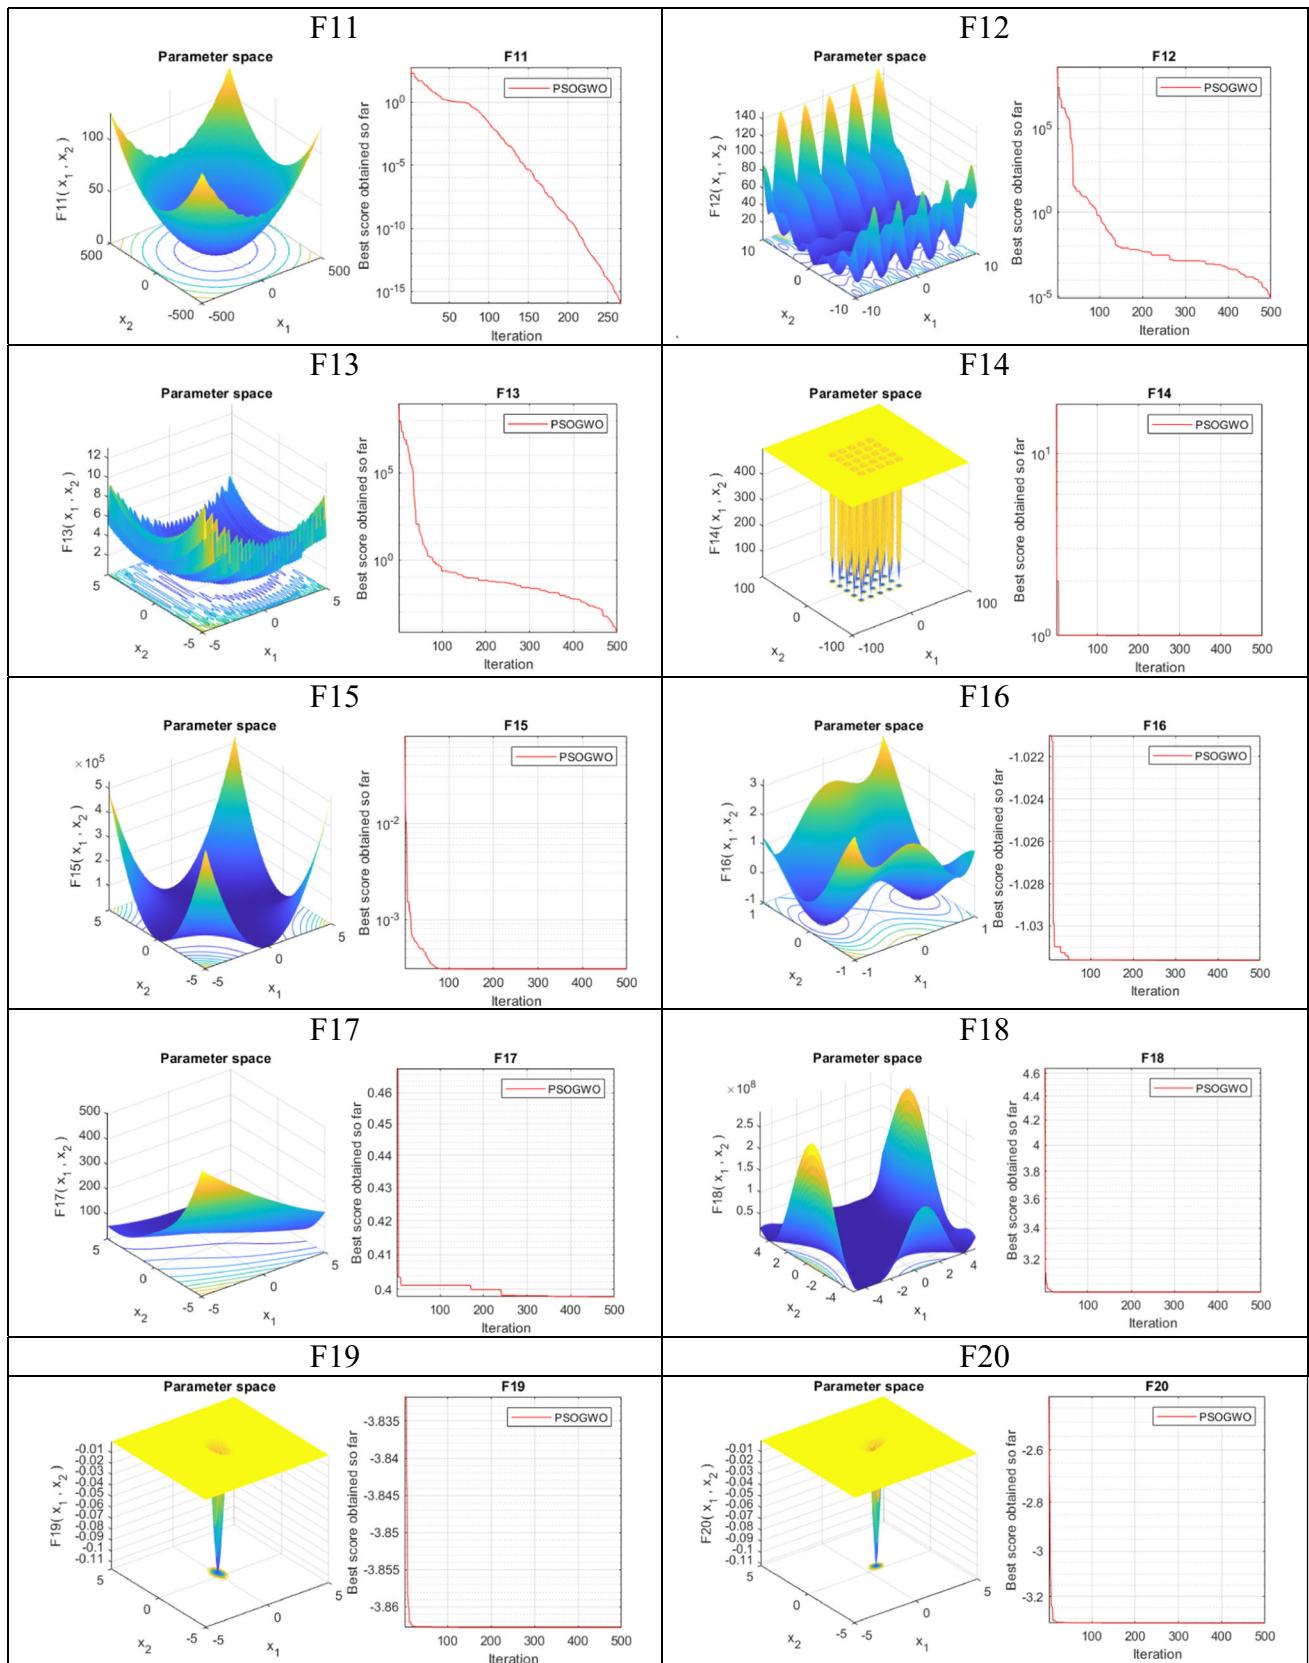 F11
F12
Parameter space
F11
PSOGWO
F11( x1 , x2 )
100
50
0
500
0
-500
-500
0
500
x2
x1
Best score obtained so far
10^0
10^-5
10^-10
10^-15
50 100 150 200 250
Iteration
Parameter space
F12
PSOGWO
F12( x1 , x2 )
140
120
100
80
60
40
20
10
0
-10
-10
0
10
x2
x1
Best score obtained so far
10^5
10^0
10^-5
100 200 300 400 500
Iteration
F13
F14
Parameter space
F13
PSOGWO
F13( x1 , x2 )
12
10
8
6
4
2
5
0
-5
-5
0
5
x2
x1
Best score obtained so far
10^5
10^0
100 200 300 400 500
Iteration
Parameter space
F14
PSOGWO
F14( x1 , x2 )
400
300
200
100
100
0
-100
-100
0
100
x2
x1
Best score obtained so far
10^1
10^0
100 200 300 400 500
Iteration
F15
F16
Parameter space
F15
PSOGWO
×10^5
F15( x1 , x2 )
5
4
3
2
1
5
0
-5
-5
0
5
x2
x1
Best score obtained so far
10^-2
10^-3
100 200 300 400 500
Iteration
Parameter space
F16
PSOGWO
F16( x1 , x2 )
3
2
1
0
-1
1
0
-1
-1
0
1
x2
x1
Best score obtained so far
-1.022
-1.024
-1.026
-1.028
-1.03
100 200 300 400 500
Iteration
F17
F18
Parameter space
F17
PSOGWO
F17( x1 , x2 )
500
400
300
200
100
5
0
-5
-5
0
5
x2
x1
Best score obtained so far
0.46
0.45
0.44
0.43
0.42
0.41
0.4
100 200 300 400 500
Iteration
Parameter space
F18
PSOGWO
×10^8
F18( x1 , x2 )
2.5
2
1.5
1
0.5
4
2
0
-2
-4
-4
-2
0
2
4
x2
x1
Best score obtained so far
4.6
4.4
4.2
4
3.8
3.6
3.4
3.2
100 200 300 400 500
Iteration
F19
F20
Parameter space
F19
PSOGWO
F19( x1 , x2 )
-0.01
-0.02
-0.03
-0.04
-0.05
-0.06
-0.07
-0.08
-0.09
-0.1
-0.11
5
0
-5
-5
0
5
x2
x1
Best score obtained so far
-3.835
-3.84
-3.845
-3.85
-3.855
-3.86
100 200 300 400 500
Iteration
Parameter space
F20
PSOGWO
F20( x1 , x2 )
-0.01
-0.02
-0.03
-0.04
-0.05
-0.06
-0.07
-0.08
-0.09
-0.1
-0.11
5
0
-5
-5
0
5
x2
x1
Best score obtained so far
-2.6
-2.8
-3
-3.2
100 200 300 400 500
Iteration